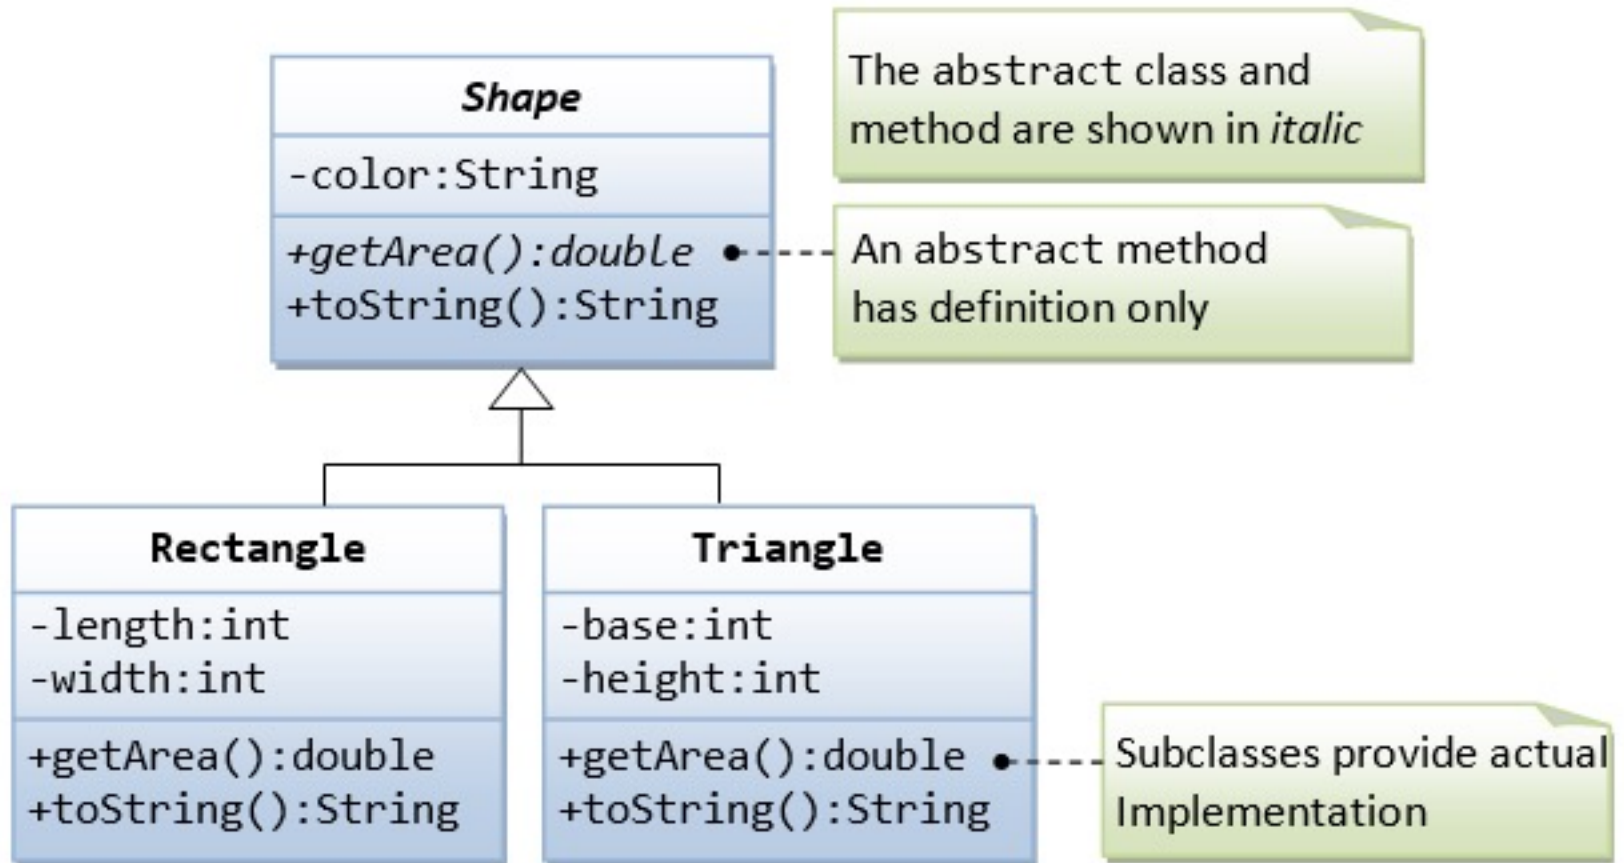 Shape
-color:String
+getArea():double
+toString():String
The abstract class and
method are shown in italic
An abstract method
has definition only
Rectangle
-length:int
-width:int
+getArea():double
+toString():String
Triangle
-base:int
-height:int
+getArea():double
+toString():String
Subclasses provide actual
Implementation